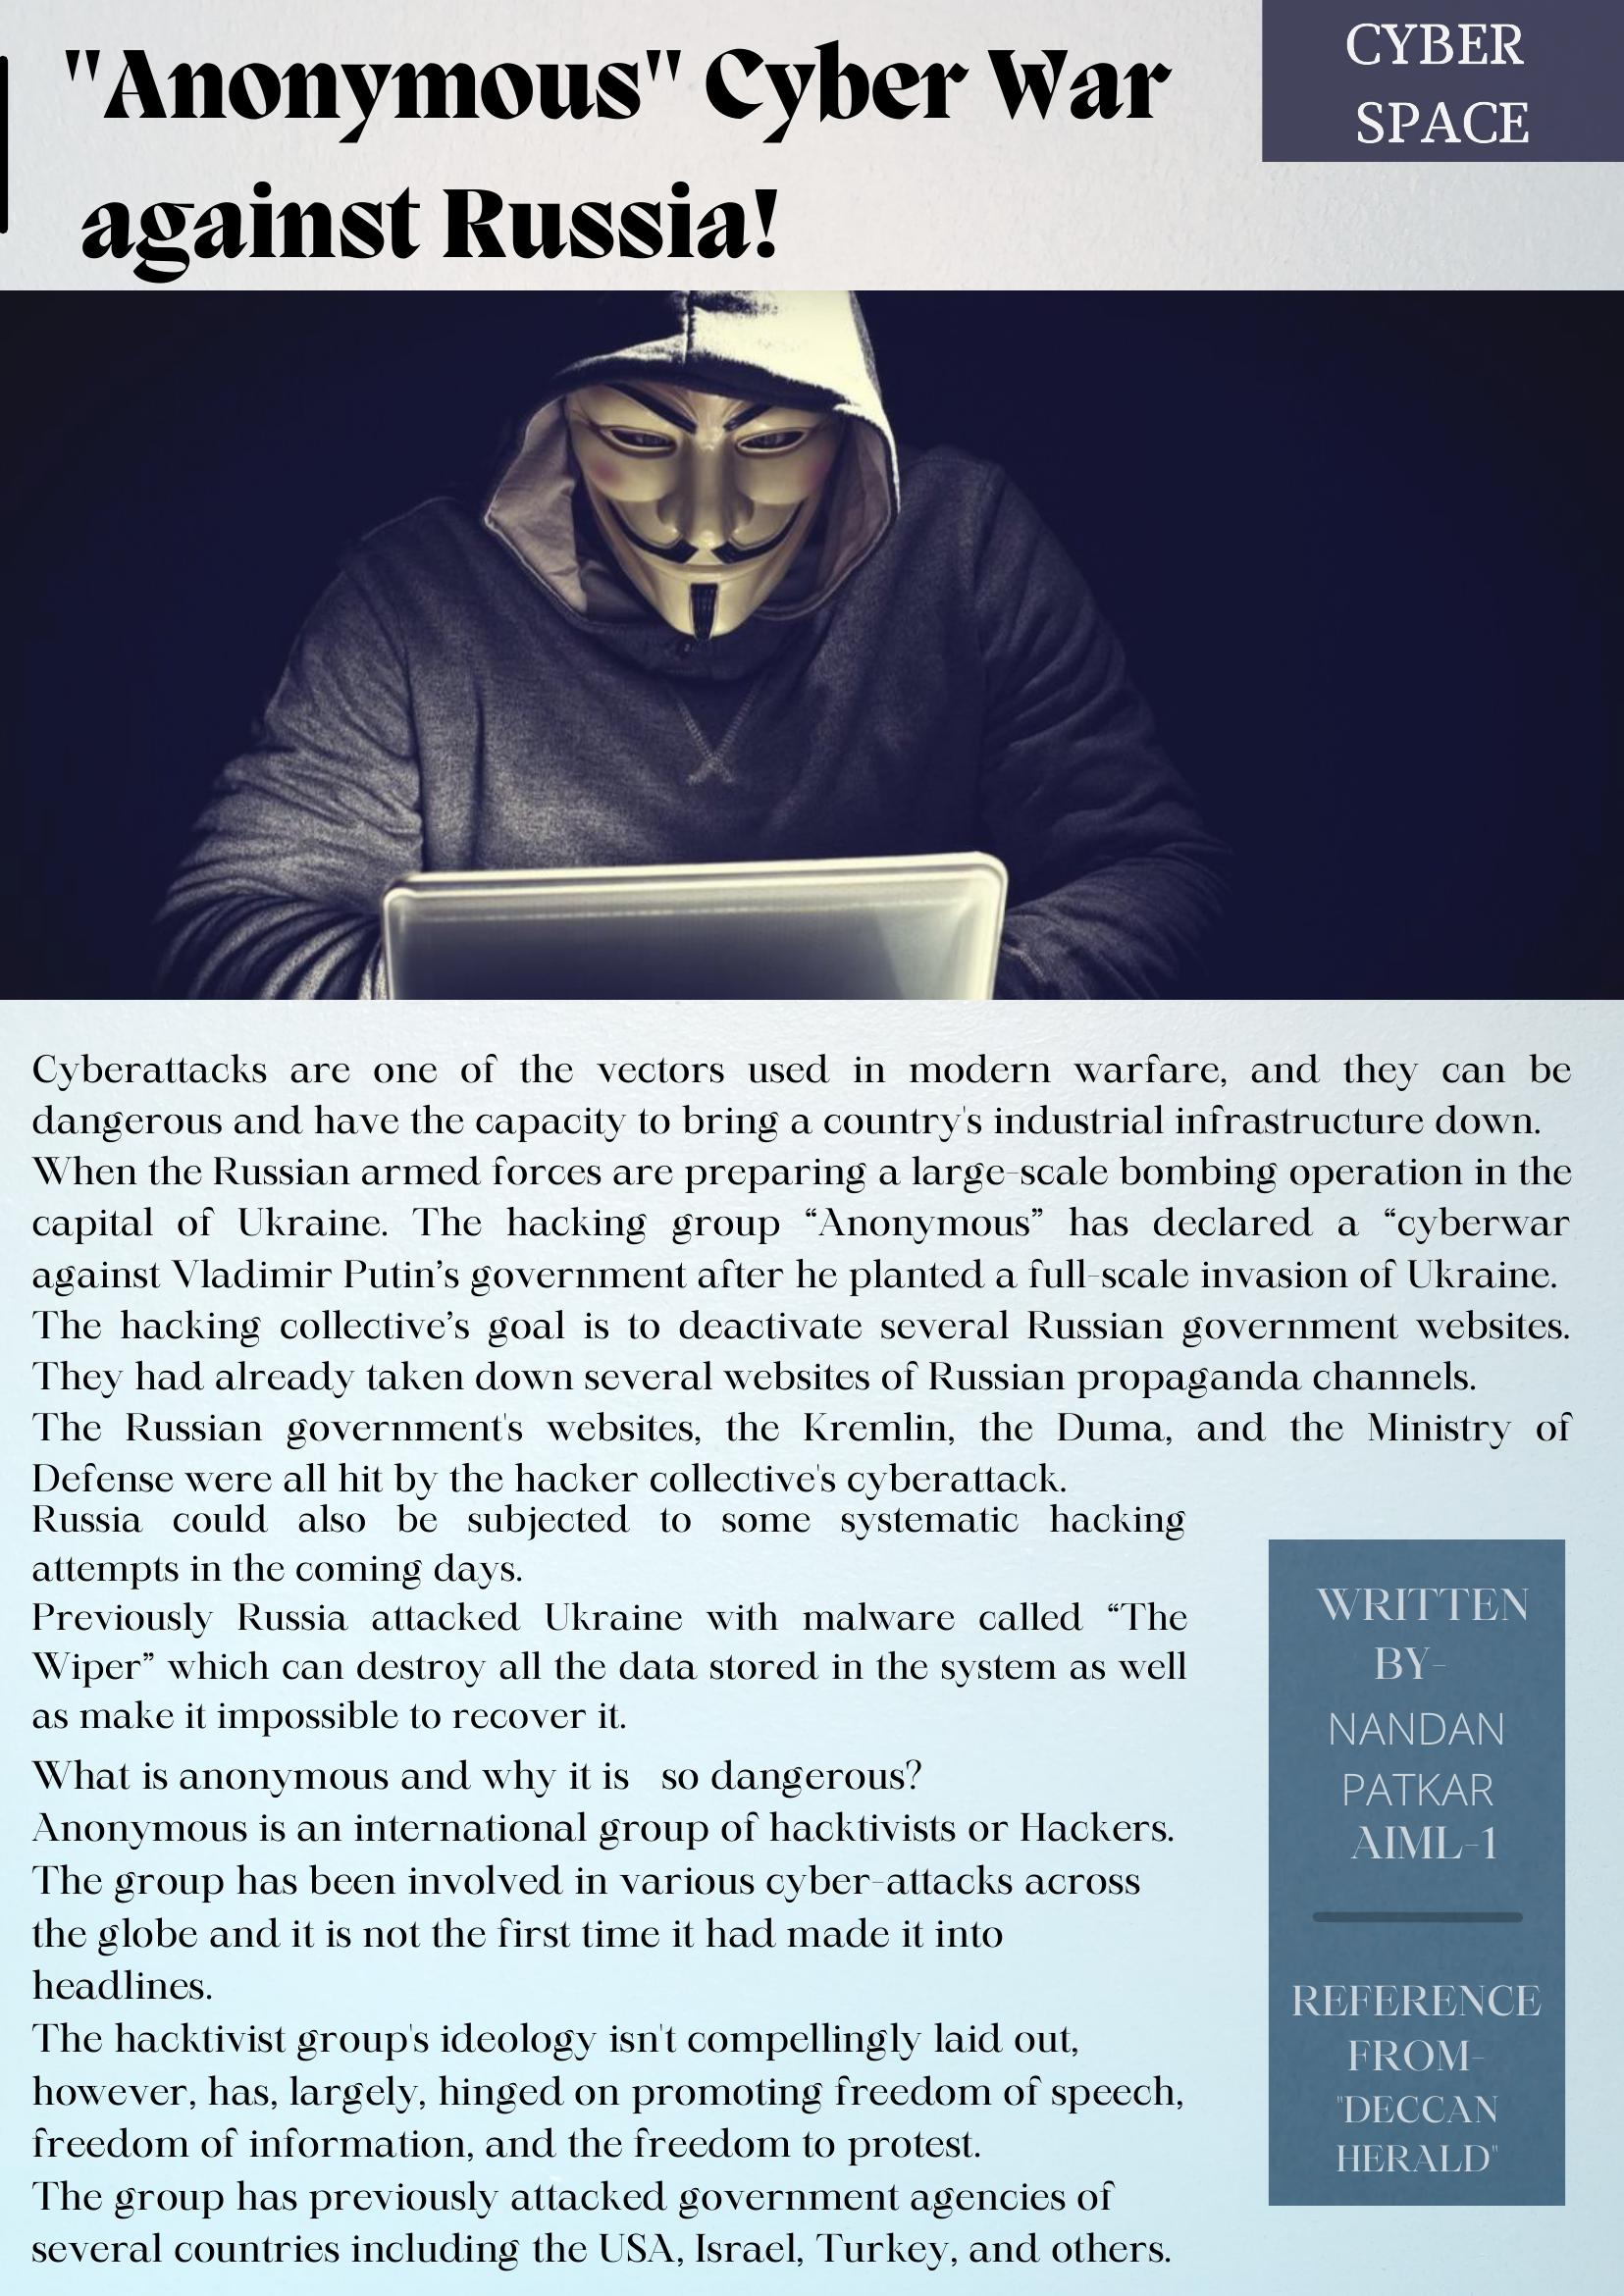 "Anonymous" Cyber War
against Russia!
CYBER
SPACE
Cyberattacks are one of the vectors used in modern warfare, and they can be
dangerous and have the capacity to bring a country's industrial infrastructure down.
When the Russian armed forces are preparing a large-scale bombing operation in the
capital of Ukraine. The hacking group “Anonymous” has declared a “cyberwar
against Vladimir Putin’s government after he planted a full-scale invasion of Ukraine.
The hacking collective’s goal is to deactivate several Russian government websites.
They had already taken down several websites of Russian propaganda channels.
The Russian government's websites, the Kremlin, the Duma, and the Ministry of
Defense were all hit by the hacker collective's cyberattack.
Russia could also be subjected to some systematic hacking
attempts in the coming days.
Previously Russia attacked Ukraine with malware called “The
Wiper” which can destroy all the data stored in the system as well
as make it impossible to recover it.
What is anonymous and why it is so dangerous?
Anonymous is an international group of hacktivists or Hackers.
The group has been involved in various cyber-attacks across
the globe and it is not the first time it had made it into
headlines.
The hacktivist group's ideology isn't compellingly laid out,
however, has, largely, hinged on promoting freedom of speech,
freedom of information, and the freedom to protest.
The group has previously attacked government agencies of
several countries including the USA, Israel, Turkey, and others.
WRITTEN
BY-
NANDAN
PATKAR
AIML-1
REFERENCE
FROM-
"DECCAN
HERALD"